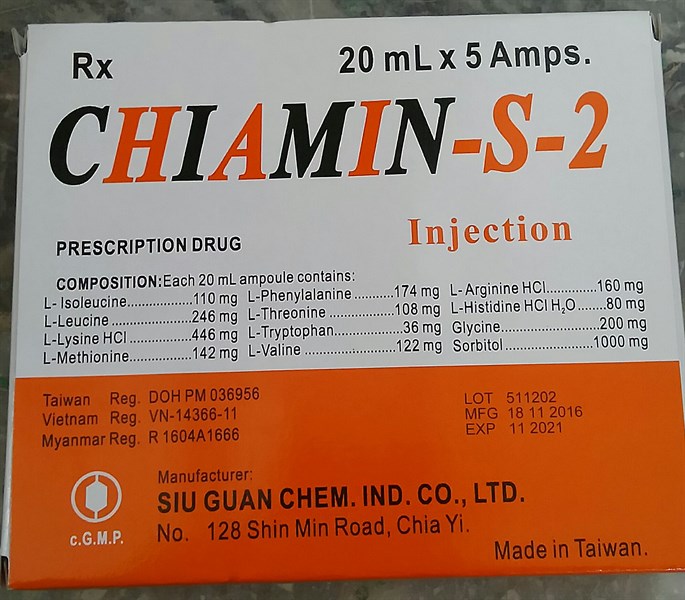 Rx
20 mL x 5 Amps.
CHIAMIN-S-2
Injection
PRESCRIPTION DRUG
COMPOSITION:Each 20 mL ampoule contains:
L- Isoleucine..................110 mg L-Phenylalanine...........174 mg L- Arginine HCl.............160 mg
L-Leucine...........................246 mg L-Threonine.................108 mg L-Histidine HCl H₂O........80 mg
L-Lysine HCl.....................446 mg L-Tryptophan..................36 mg Glycine............................200 mg
L-Methionine.................142 mg L-Valine..........................122 mg Sorbitol.........................1000 mg
Taiwan Reg. DOH PM 036956
Vietnam Reg. VN-14366-11
Myanmar Reg. R 1604A1666
LOT 511202
MFG 18 11 2016
EXP 11 2021
Manufacturer:
SIU GUAN CHEM. IND. CO., LTD.
No. 128 Shin Min Road, Chia Yi.
c.G.M.P.
Made in Taiwan.